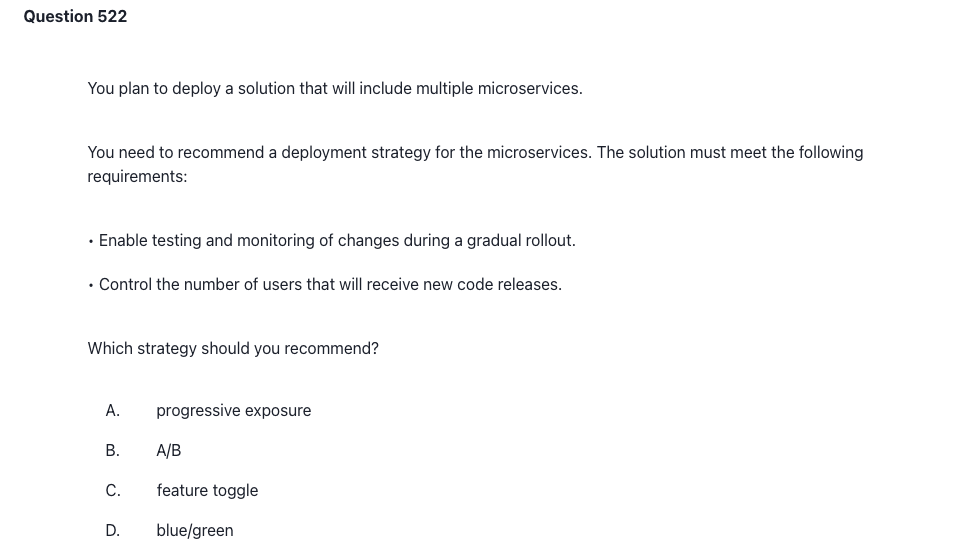 Question 522
You plan to deploy a solution that will include multiple microservices.
You need to recommend a deployment strategy for the microservices. The solution must meet the following
requirements:
• Enable testing and monitoring of changes during a gradual rollout.
• Control the number of users that will receive new code releases.
Which strategy should you recommend?
A. progressive exposure
B. A/B
C. feature toggle
D. blue/green